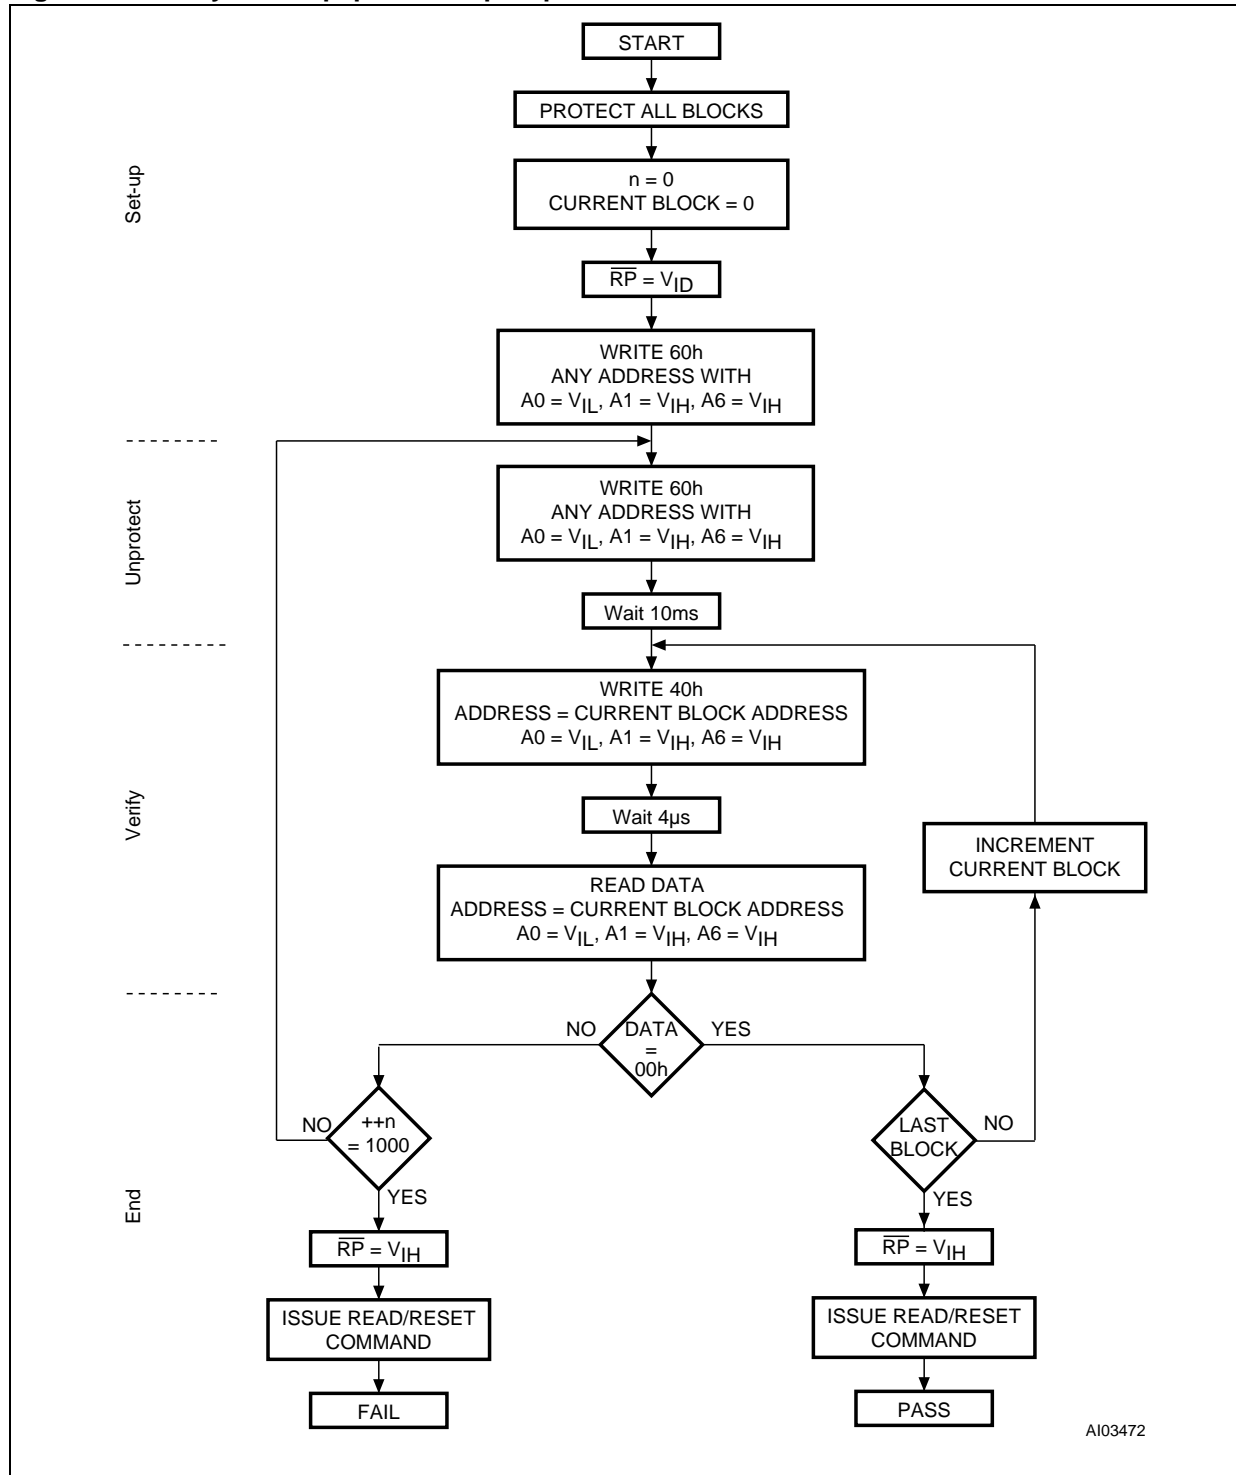 START
PROTECT ALL BLOCKS
Set-up
n = 0
CURRENT BLOCK = 0
RP = VID
WRITE 60h
ANY ADDRESS WITH
A0 = VIL, A1 = VIH, A6 = VIH
Unprotect
WRITE 60h
ANY ADDRESS WITH
A0 = VIL, A1 = VIH, A6 = VIH
Wait 10ms
Verify
WRITE 40h
ADDRESS = CURRENT BLOCK ADDRESS
A0 = VIL, A1 = VIH, A6 = VIH
Wait 4µs
INCREMENT
CURRENT BLOCK
READ DATA
ADDRESS = CURRENT BLOCK ADDRESS
A0 = VIL, A1 = VIH, A6 = VIH
End
NO
DATA
=
00h
YES
NO
++n
= 1000
YES
LAST
BLOCK
NO
YES
RP = VIH
RP = VIH
ISSUE READ/RESET
COMMAND
ISSUE READ/RESET
COMMAND
FAIL
PASS
AI03472